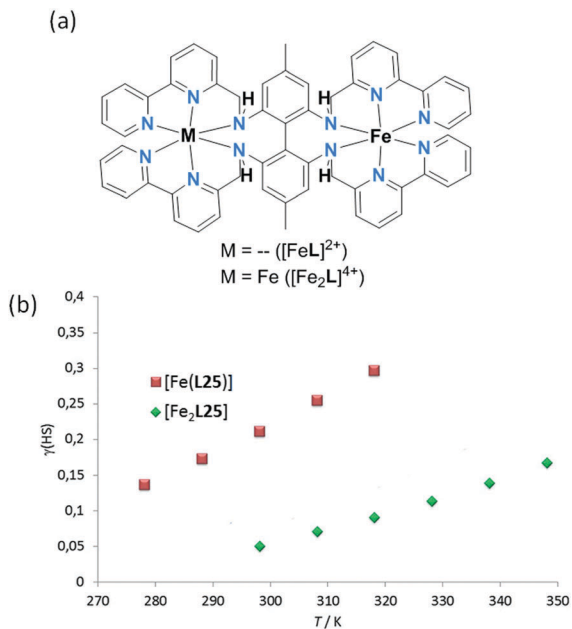 (a)
H H
N N N N
N M N N Fe N
N N N N
H H
N N
M = -- ([FeL]²⁺)
M = Fe ([Fe₂L]⁴⁺)
(b)
0,4
0,35
0,3
0,25
0,2
0,15
0,1
0,05
0
γ(HS)
[Fe(L25)]
[Fe₂L25]
270 280 290 300 310 320 330 340 350
T / K